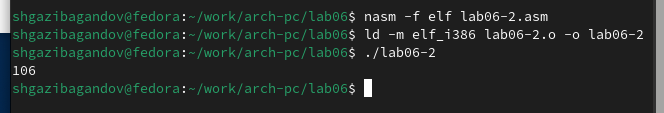 shgazibagandov@fedora:~/work/arch-pc/lab06$ nasm -f elf lab06-2.asm
shgazibagandov@fedora:~/work/arch-pc/lab06$ ld -m elf_i386 lab06-2.o -o lab06-2
shgazibagandov@fedora:~/work/arch-pc/lab06$ ./lab06-2
106
shgazibagandov@fedora:~/work/arch-pc/lab06$